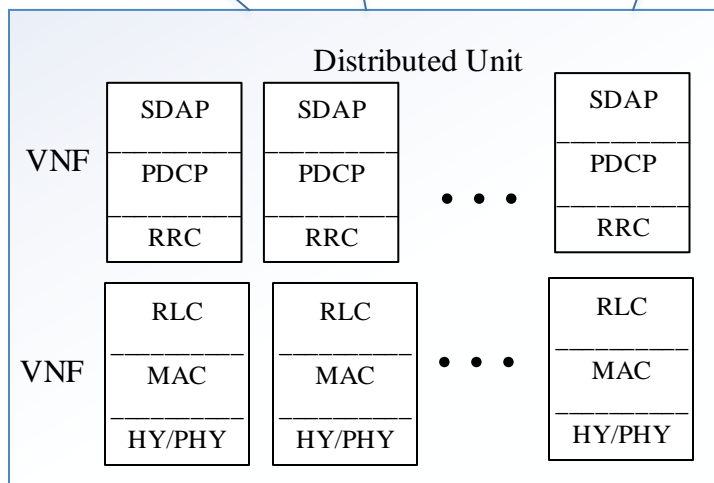 Distributed Unit
VNF
SDAP
PDCP
RRC
SDAP
PDCP
RRC
SDAP
PDCP
RRC
VNF
RLC
MAC
HY/PHY
RLC
MAC
HY/PHY
RLC
MAC
HY/PHY